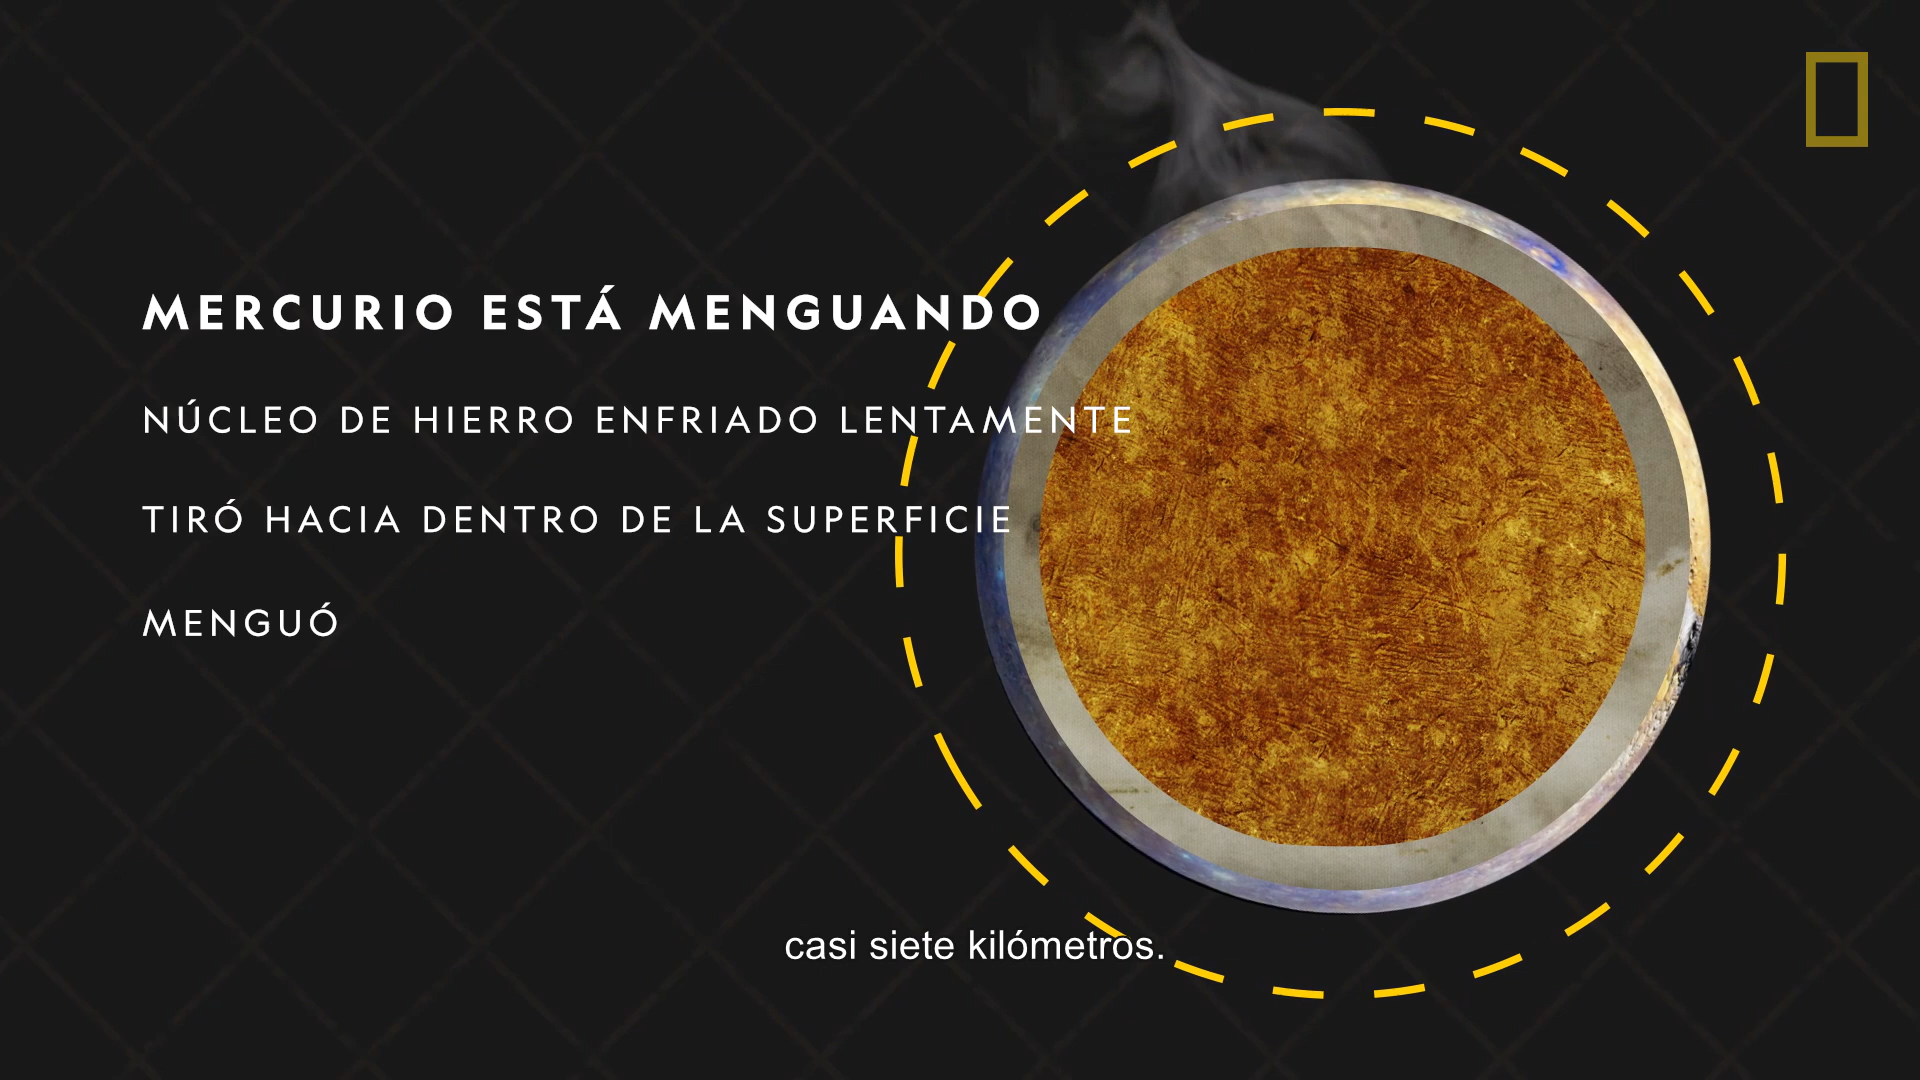 MERCURIO ESTÁ MENGUANDO
NÚCLEO DE HIERRO ENFRIADO LENTAMENTE
TIRÓ HACIA DENTRO DE LA SUPERFICIE
MENGUÓ
casi siete kilómetros.